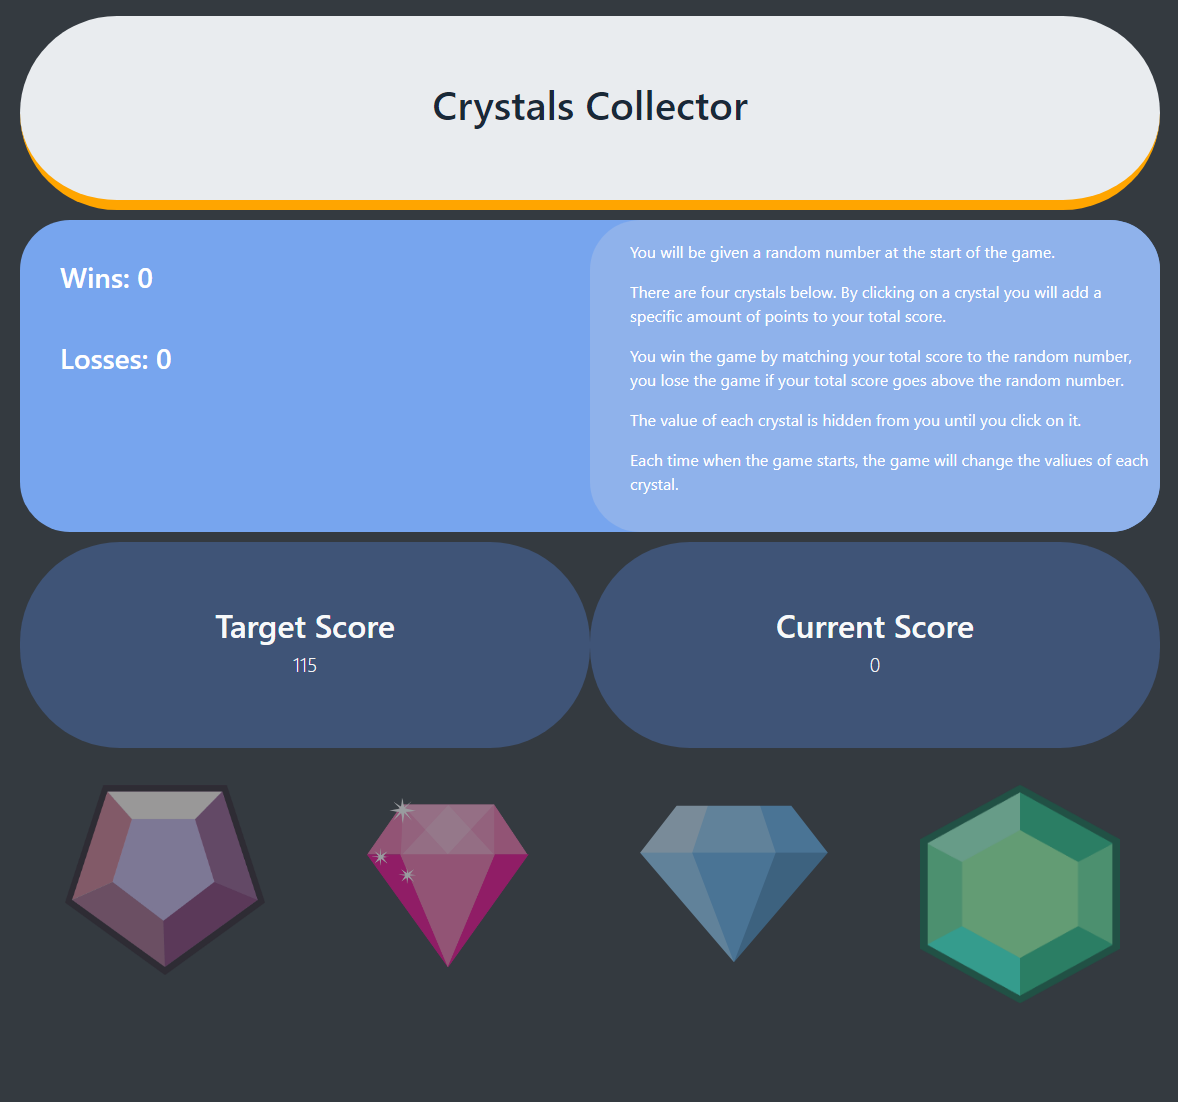 Crystals Collector
Wins: 0
Losses: 0
You will be given a random number at the start of the game.
There are four crystals below. By clicking on a crystal you will add a
specific amount of points to your total score.
You win the game by matching your total score to the random number,
you lose the game if your total score goes above the random number.
The value of each crystal is hidden from you until you click on it.
Each time when the game starts, the game will change the valiues of each
crystal.
Target Score
115
Current Score
0